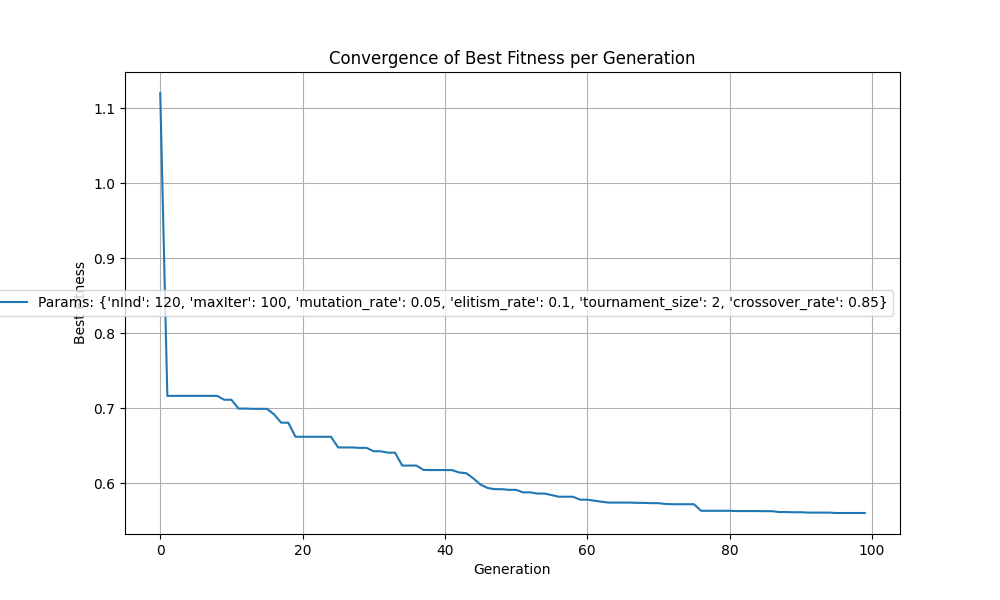 Convergence of Best Fitness per Generation
1.1
1.0
0.9
0.8
0.7
0.6
Best
ness
Params: {'nInd': 120, 'maxIter': 100, 'mutation_rate': 0.05, 'elitism_rate': 0.1, 'tournament_size': 2, 'crossover_rate': 0.85}
0 20 40 60 80 100
Generation